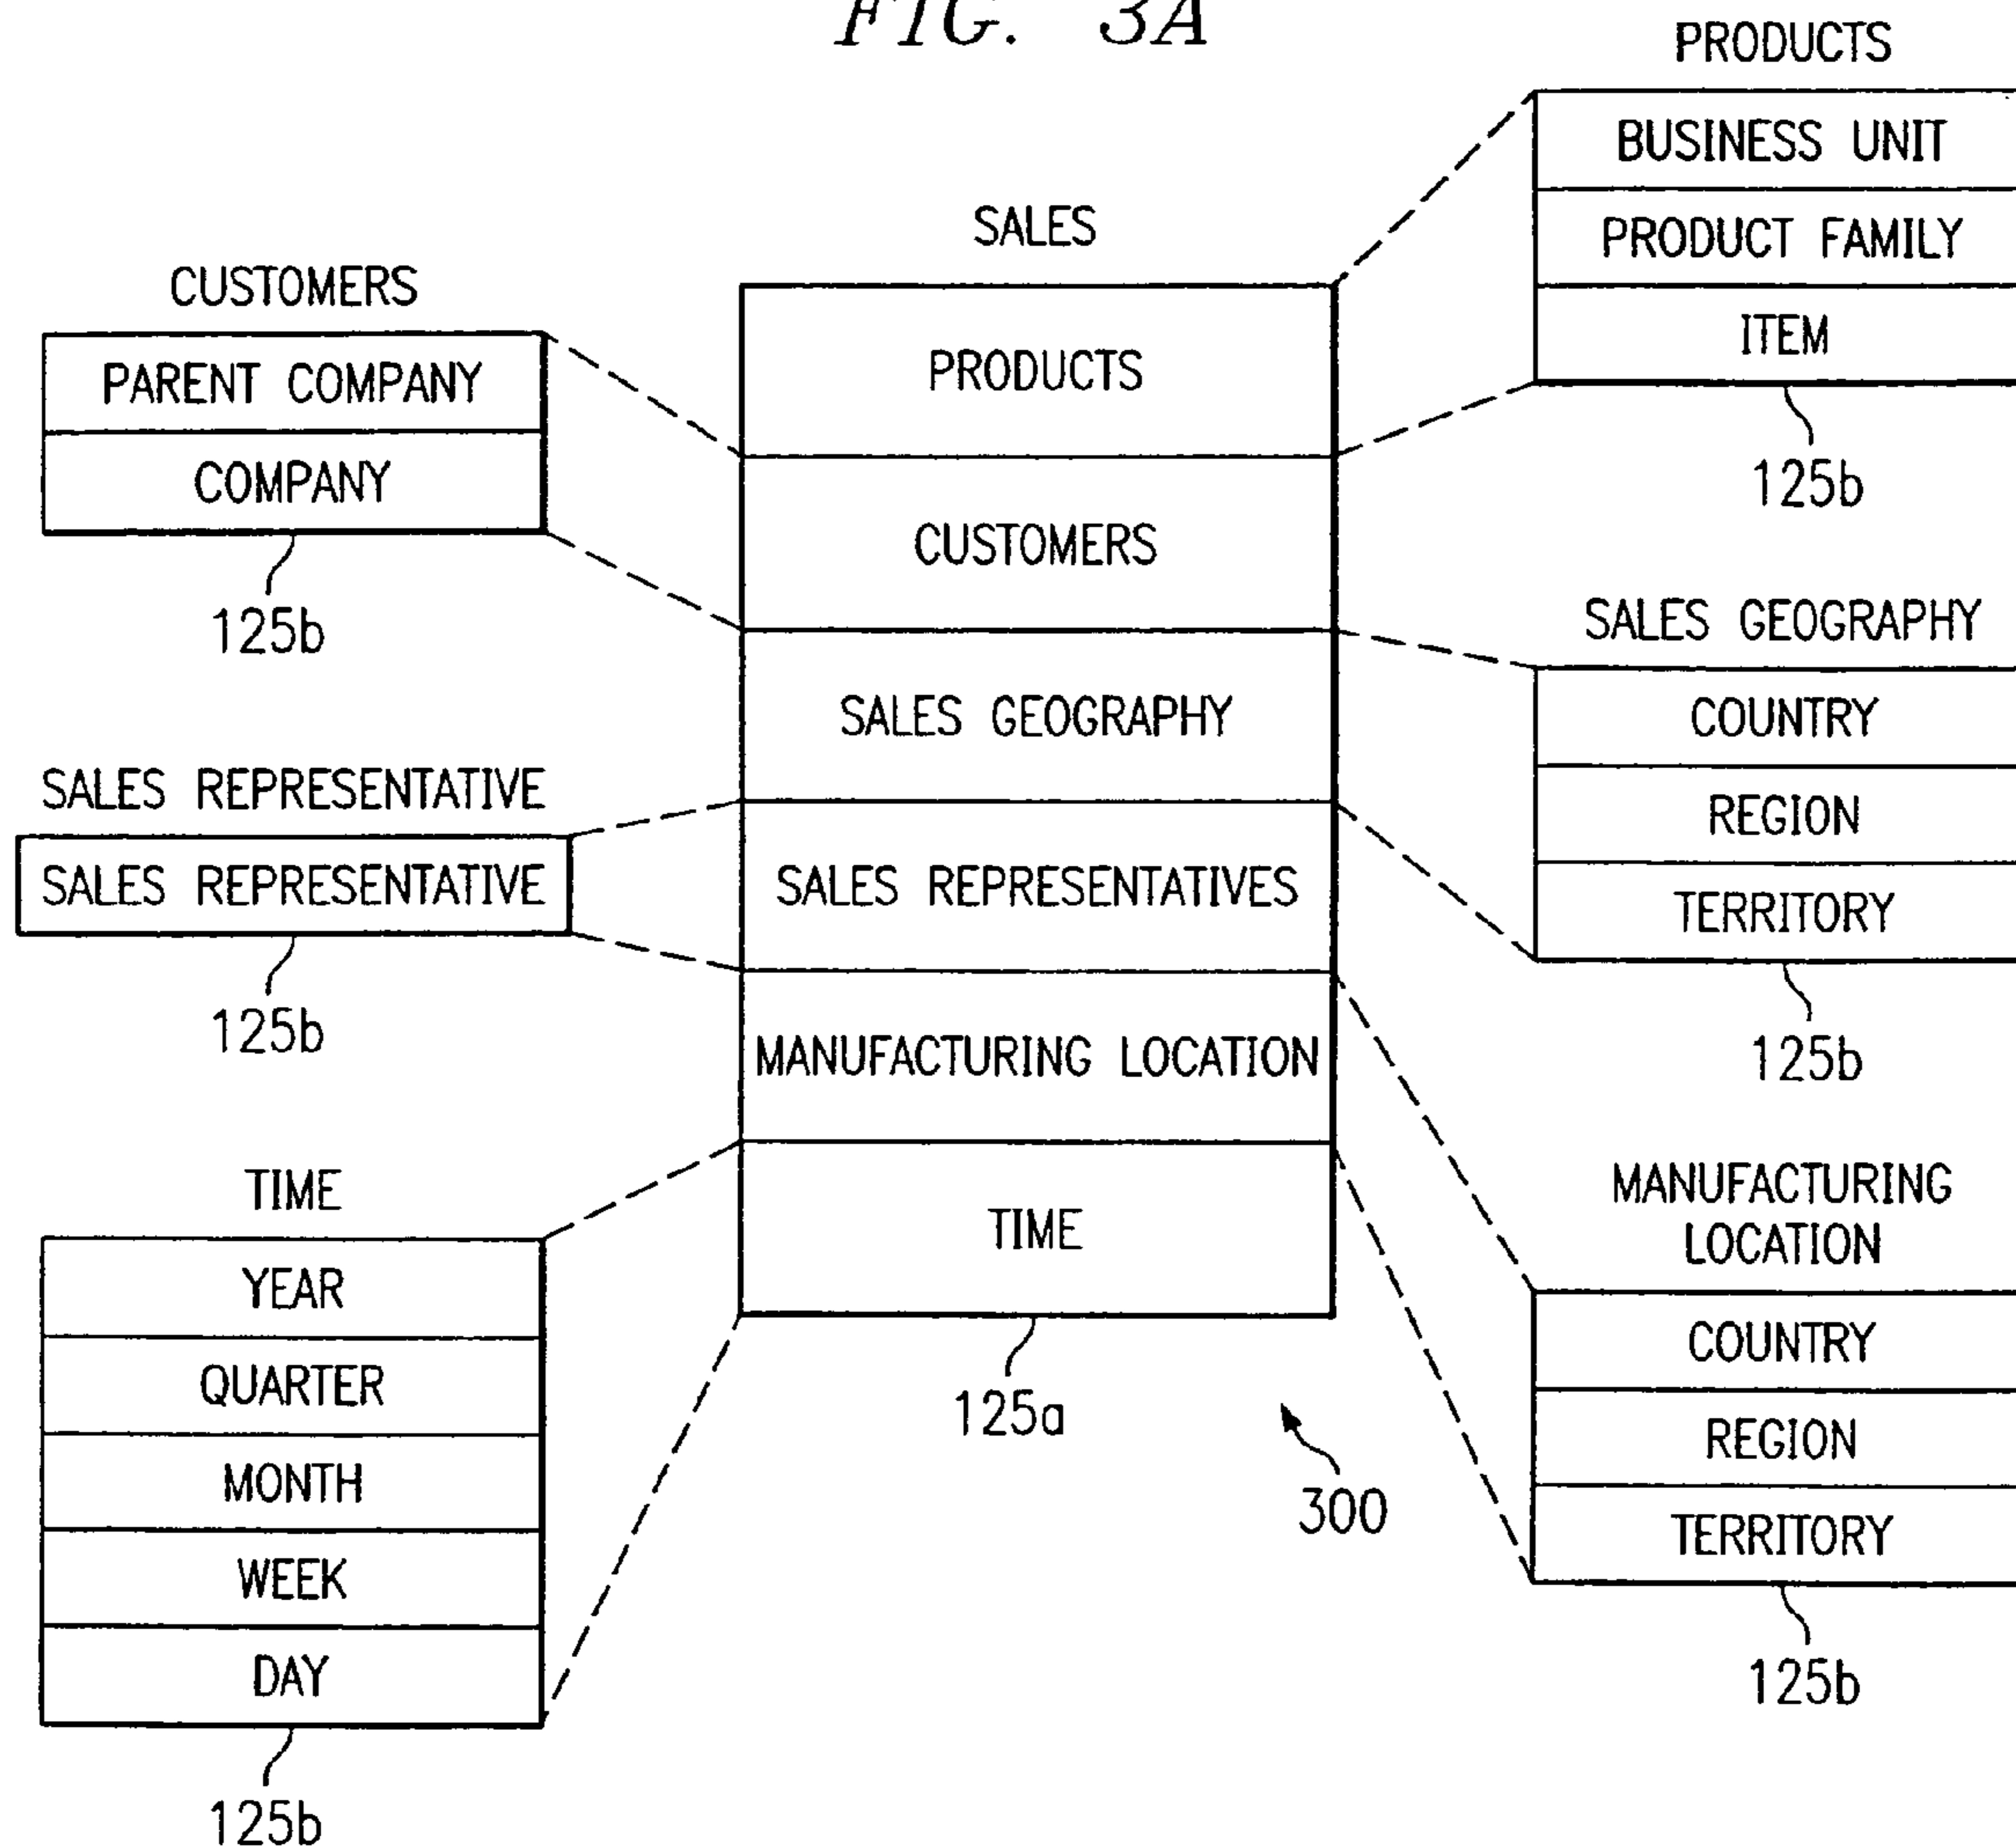 FIG. 3A
PRODUCTS
BUSINESS UNIT
PRODUCT FAMILY
ITEM
125b
SALES
PRODUCTS
CUSTOMERS
SALES GEOGRAPHY
SALES REPRESENTATIVES
MANUFACTURING LOCATION
TIME
125a
CUSTOMERS
PARENT COMPANY
COMPANY
125b
SALES GEOGRAPHY
COUNTRY
REGION
TERRITORY
125b
SALES REPRESENTATIVE
SALES REPRESENTATIVE
125b
TIME
YEAR
QUARTER
MONTH
WEEK
DAY
125b
MANUFACTURING
LOCATION
COUNTRY
REGION
TERRITORY
125b
300